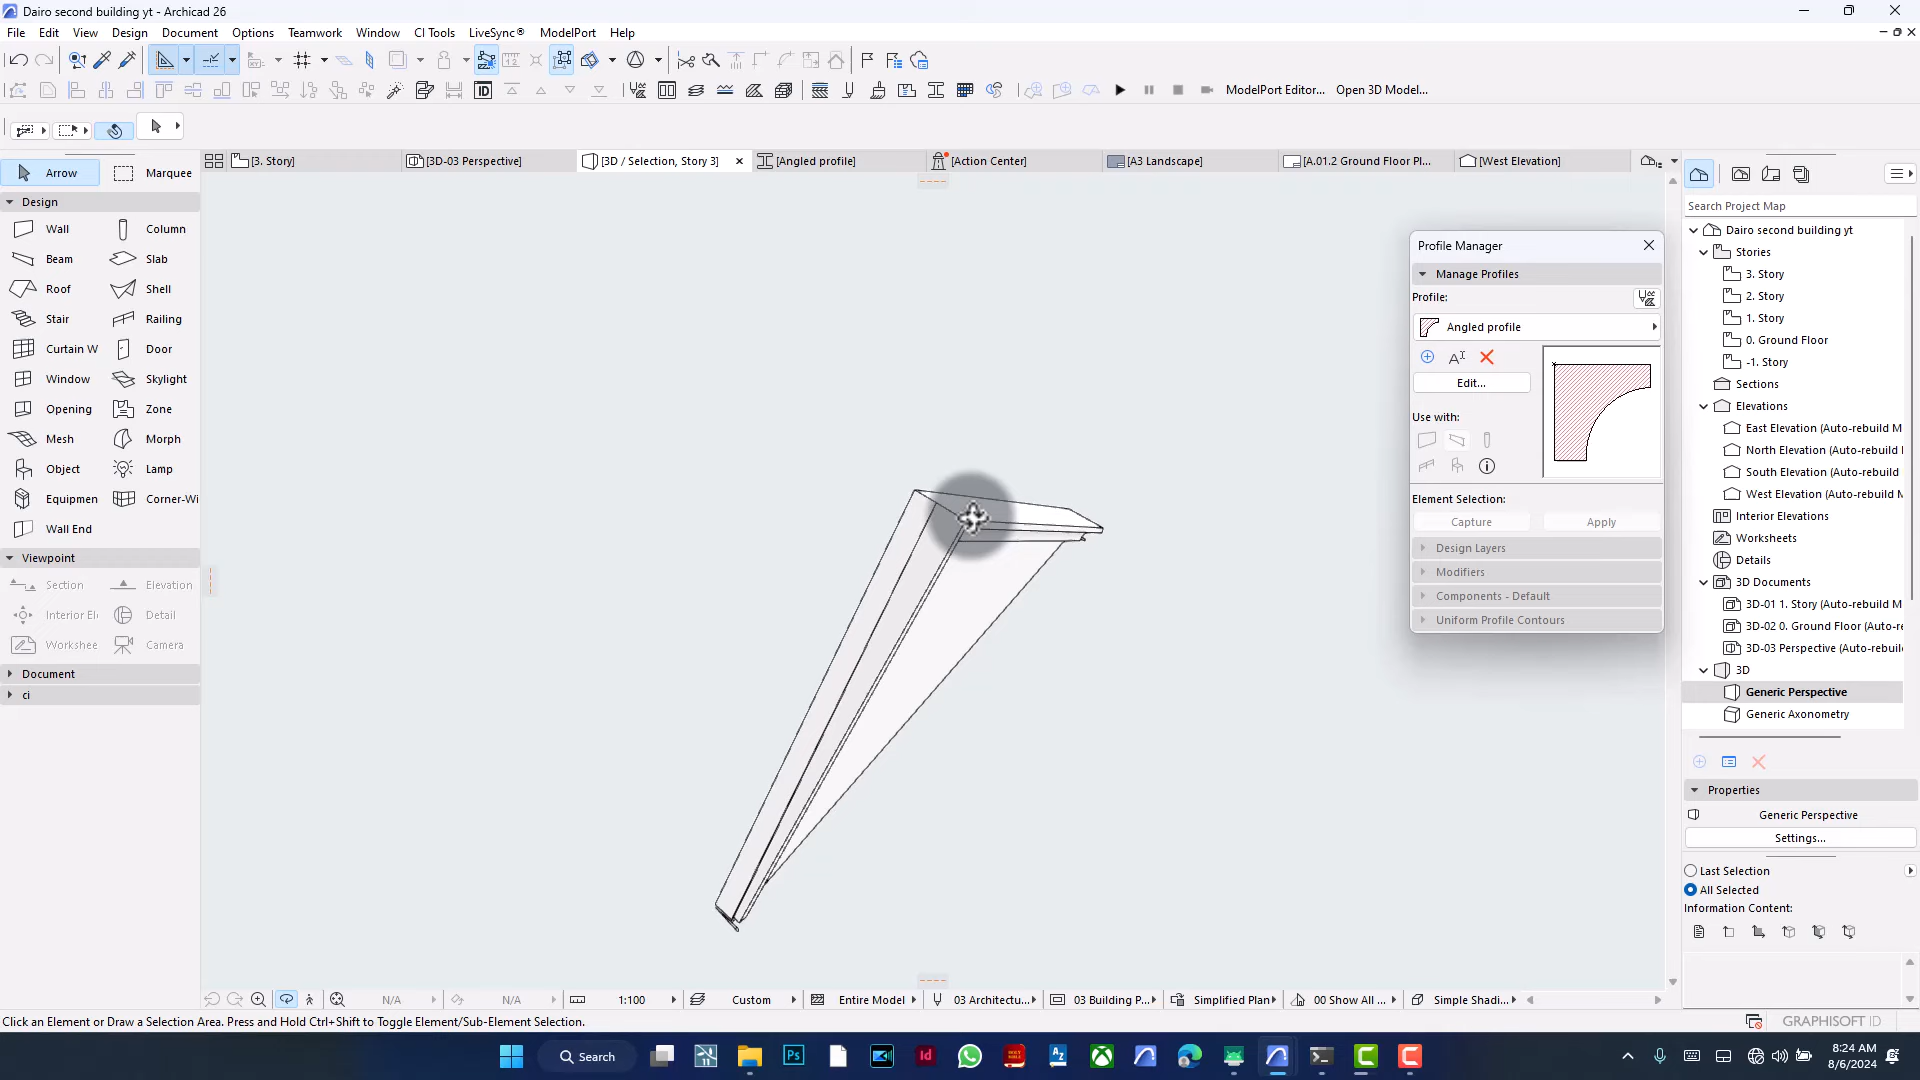 Dairo second building yt - Archicad 26
File Edit View Design Document Options Teamwork Window CI Tools LiveSync® ModelPort Help
ModelPort Editor... Open 3D Model...
[3. Story] [3D-03 Perspective] [3D / Selection, Story 3] [Angled profile] [Action Center] [A3 Landscape] [A.01.2 Ground Floor Pl... [West Elevation]
Arrow Marquee
Design
Wall Column
Beam Slab
Roof Shell
Stair Railing
Curtain W Door
Window Skylight
Opening Zone
Mesh Morph
Object Lamp
Equipmen Corner-Wi
Wall End
Viewpoint
Section Elevation
Interior El Detail
Workshee Camera
Document
ci
Profile Manager
Manage Profiles
Profile:
Angled profile
Edit...
Use with:
Element Selection:
Capture Apply
Design Layers
Modifiers
Components - Default
Uniform Profile Contours
Search Project Map
Dairo second building yt
Stories
3. Story
2. Story
1. Story
0. Ground Floor
-1. Story
Sections
Elevations
East Elevation (Auto-rebuild M
North Elevation (Auto-rebuild
South Elevation (Auto-rebuild
West Elevation (Auto-rebuild M
Interior Elevations
Worksheets
Details
3D Documents
3D-01 1. Story (Auto-rebuild M
3D-02 0. Ground Floor (Auto-re
3D-03 Perspective (Auto-rebuild
3D
Generic Perspective
Generic Axonometry
Properties
Generic Perspective
Settings...
Last Selection
All Selected
Information Content:
N/A N/A 1:100 Custom Entire Model 03 Architectu... 03 Building P... Simplified Plan 00 Show All ... Simple Shadi...
Click an Element or Draw a Selection Area. Press and Hold Ctrl+Shift to Toggle Element/Sub-Element Selection.
GRAPHISOFT ID
Search
8:24 AM
8/6/2024